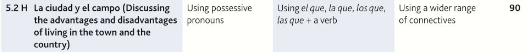 5.2 H La ciudad y el campo (Discussing Using possessive Using el que, la que, los que, Using a wider range 90
the advantages and disadvantages pronouns las que + a verb of connectives
of living in the town and the
country)